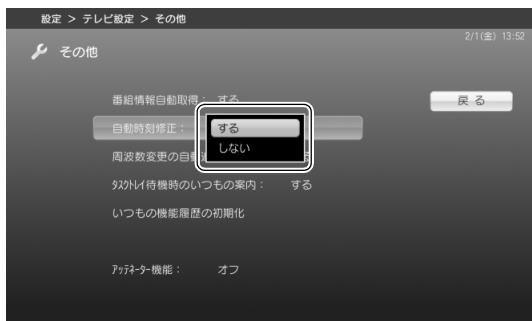 設定 > テレビ設定 > その他
2/1(金) 13:52
その他
番組情報自動取得： する
戻る
自動時刻修正：
する
しない
周波数変更の自動
ﾀｽｸﾄﾚｲ待機時のいつもの案内： する
いつもの機能履歴の初期化
ｱｯﾃﾈｰﾀｰ機能： オフ